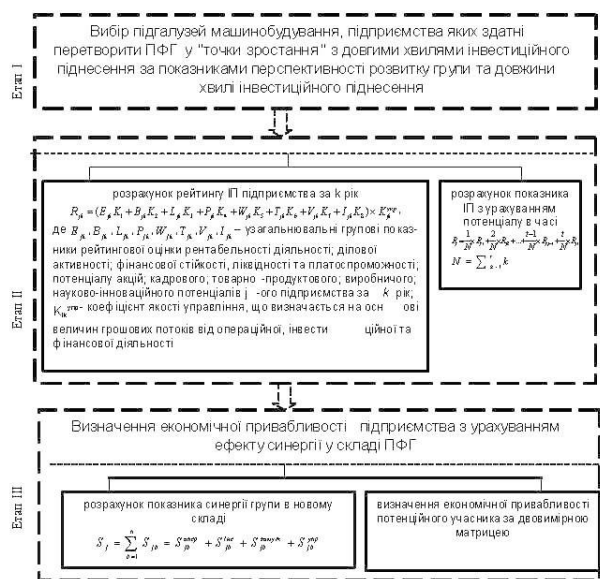 Етап I
Вибір підгалузей машинобудування, підприємства яких здатні
перетворити ПФГ у "точки зростання" з довгими хвилями інвестиційного
піднесення за показниками перспективності розвитку групи та довжини
хвилі інвестиційного піднесення
Етап II
розрахунок рейтингу ІП підприємства за k рік
де
– узагальнювальні групові показ-
ники рейтингової оцінки рентабельності діяльності; ділової
активності; фінансової стійкості, ліквідності та платоспроможності;
потенціалу акцій; кадрового; товарно -продуктового; виробничого;
науково-інноваційного потенціалів j -ого підприємства за k рік;
- коефіцієнт якості управління, що визначається на осн ові
величин грошових потоків від операційної, інвести ційної та
фінансової діяльності
розрахунок показника
ІП з урахуванням
потенціалу в часі
Етап III
Визначення економічної привабливості підприємства з урахуванням
ефекту синергії у складі ПФГ
розрахунок показника синергії групи в новому
складі
визначення економічної привабливості
потенційного учасника за двовимірною
матрицею